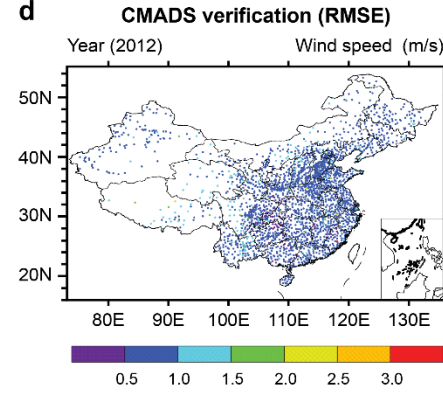 d
CMADS verification (RMSE)
Year (2012) Wind speed (m/s)
50N
40N
30N
20N
80E 90E 100E 110E 120E 130E
0.5 1.0 1.5 2.0 2.5 3.0